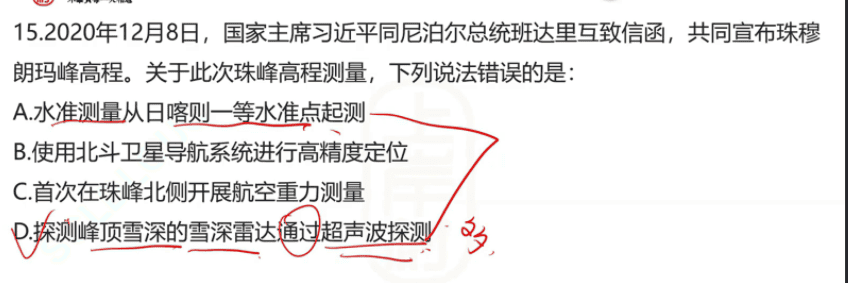 15.2020年12月8日，国家主席习近平同尼泊尔总统班达里互致信函，共同宣布珠穆
朗玛峰高程。关于此次珠峰高程测量，下列说法错误的是：
A.水准测量从日喀则一等水准点起测
B.使用北斗卫星导航系统进行高精度定位
C.首次在珠峰北侧开展航空重力测量
D.探测峰顶雪深的雪深雷达通过超声波探测